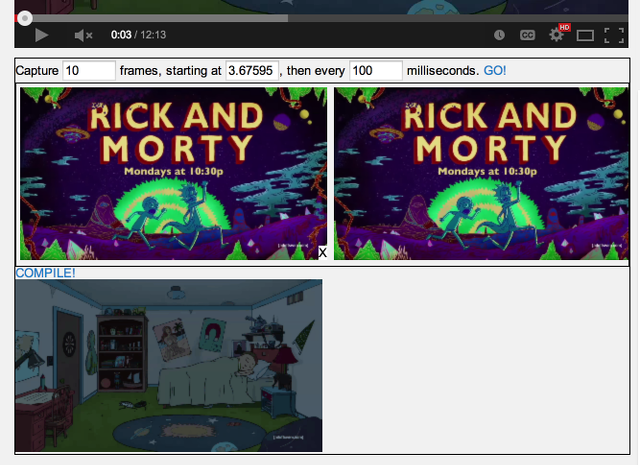 0:03 / 12:13
CC
HD
Capture 10 frames, starting at 3.67595 , then every 100 milliseconds. GO!
RICK AND RICK AND
MORTY MORTY
Mondays at 10:30p Mondays at 10:30p
X
COMPILE!